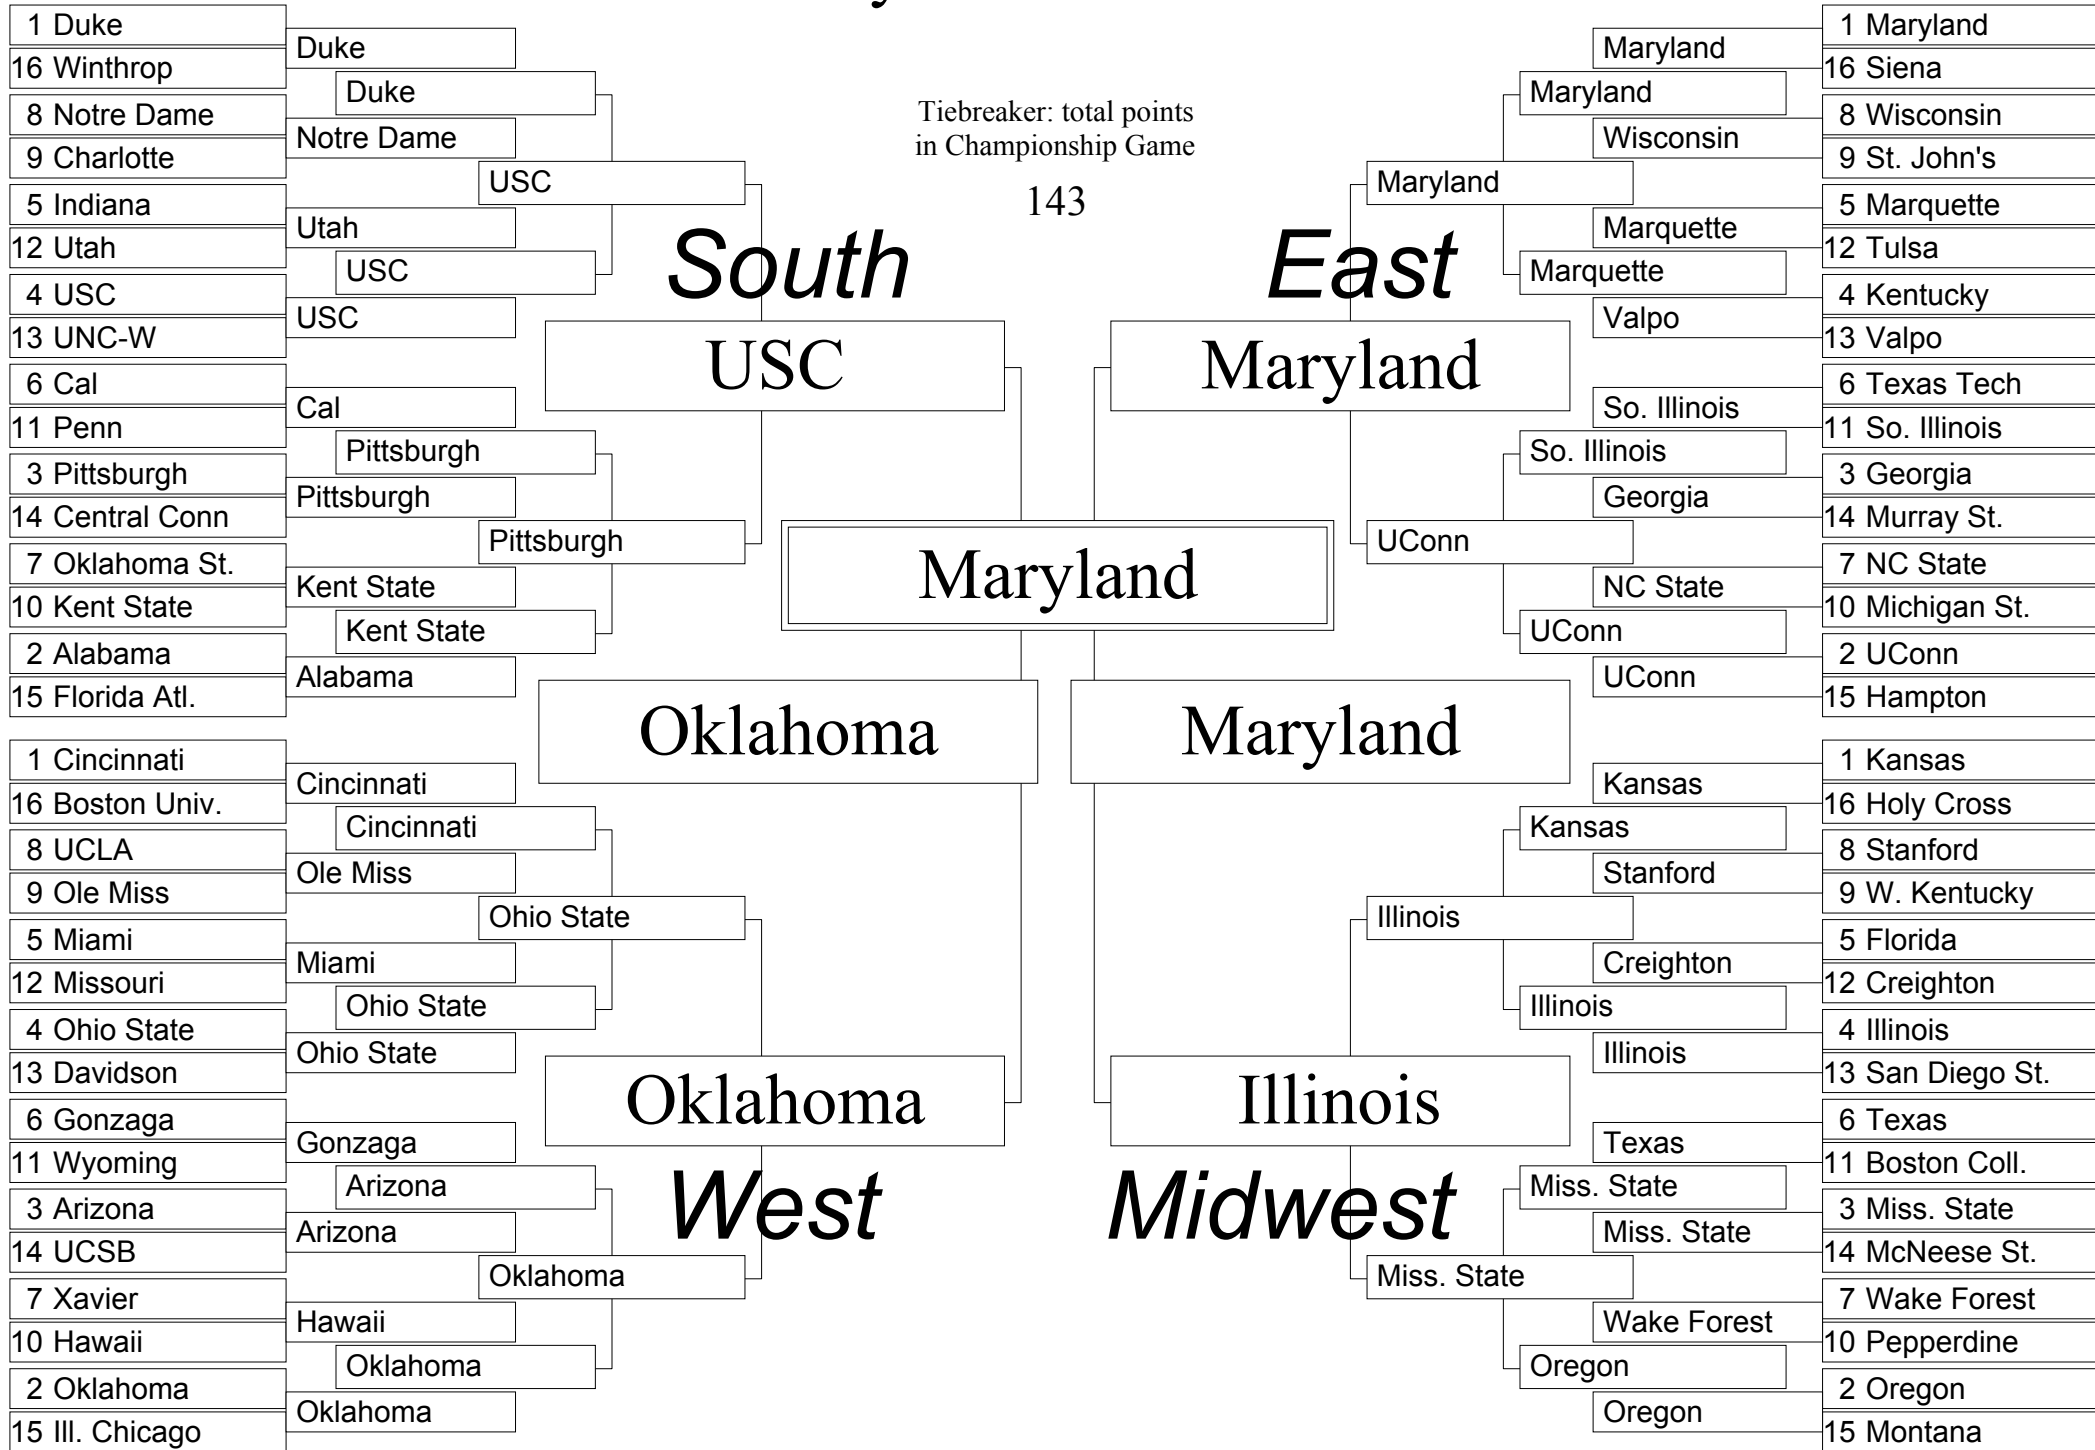 1 Duke
16 Winthrop
8 Notre Dame
9 Charlotte
5 Indiana
12 Utah
4 USC
13 UNC-W
6 Cal
11 Penn
3 Pittsburgh
14 Central Conn
7 Oklahoma St.
10 Kent State
2 Alabama
15 Florida Atl.
Duke
Notre Dame
Utah
USC
Cal
Pittsburgh
Kent State
Alabama
Duke
USC
Pittsburgh
Kent State
USC
Pittsburgh
South
USC
1 Cincinnati
16 Boston Univ.
8 UCLA
9 Ole Miss
5 Miami
12 Missouri
4 Ohio State
13 Davidson
6 Gonzaga
11 Wyoming
3 Arizona
14 UCSB
7 Xavier
10 Hawaii
2 Oklahoma
15 Ill. Chicago
Cincinnati
Ole Miss
Miami
Ohio State
Gonzaga
Arizona
Hawaii
Oklahoma
Cincinnati
Ohio State
Arizona
Oklahoma
Ohio State
Oklahoma
Oklahoma
West
Oklahoma
Tiebreaker: total points
in Championship Game
143
Maryland
Maryland
East
Maryland
Maryland
UConn
Maryland
Marquette
So. Illinois
UConn
Maryland
Wisconsin
Marquette
Valpo
So. Illinois
Georgia
NC State
UConn
1 Maryland
16 Siena
8 Wisconsin
9 St. John's
5 Marquette
12 Tulsa
4 Kentucky
13 Valpo
6 Texas Tech
11 So. Illinois
3 Georgia
14 Murray St.
7 NC State
10 Michigan St.
2 UConn
15 Hampton
Illinois
Midwest
Illinois
Miss. State
Kansas
Illinois
Miss. State
Oregon
Kansas
Stanford
Creighton
Illinois
Texas
Miss. State
Wake Forest
Oregon
1 Kansas
16 Holy Cross
8 Stanford
9 W. Kentucky
5 Florida
12 Creighton
4 Illinois
13 San Diego St.
6 Texas
11 Boston Coll.
3 Miss. State
14 McNeese St.
7 Wake Forest
10 Pepperdine
2 Oregon
15 Montana